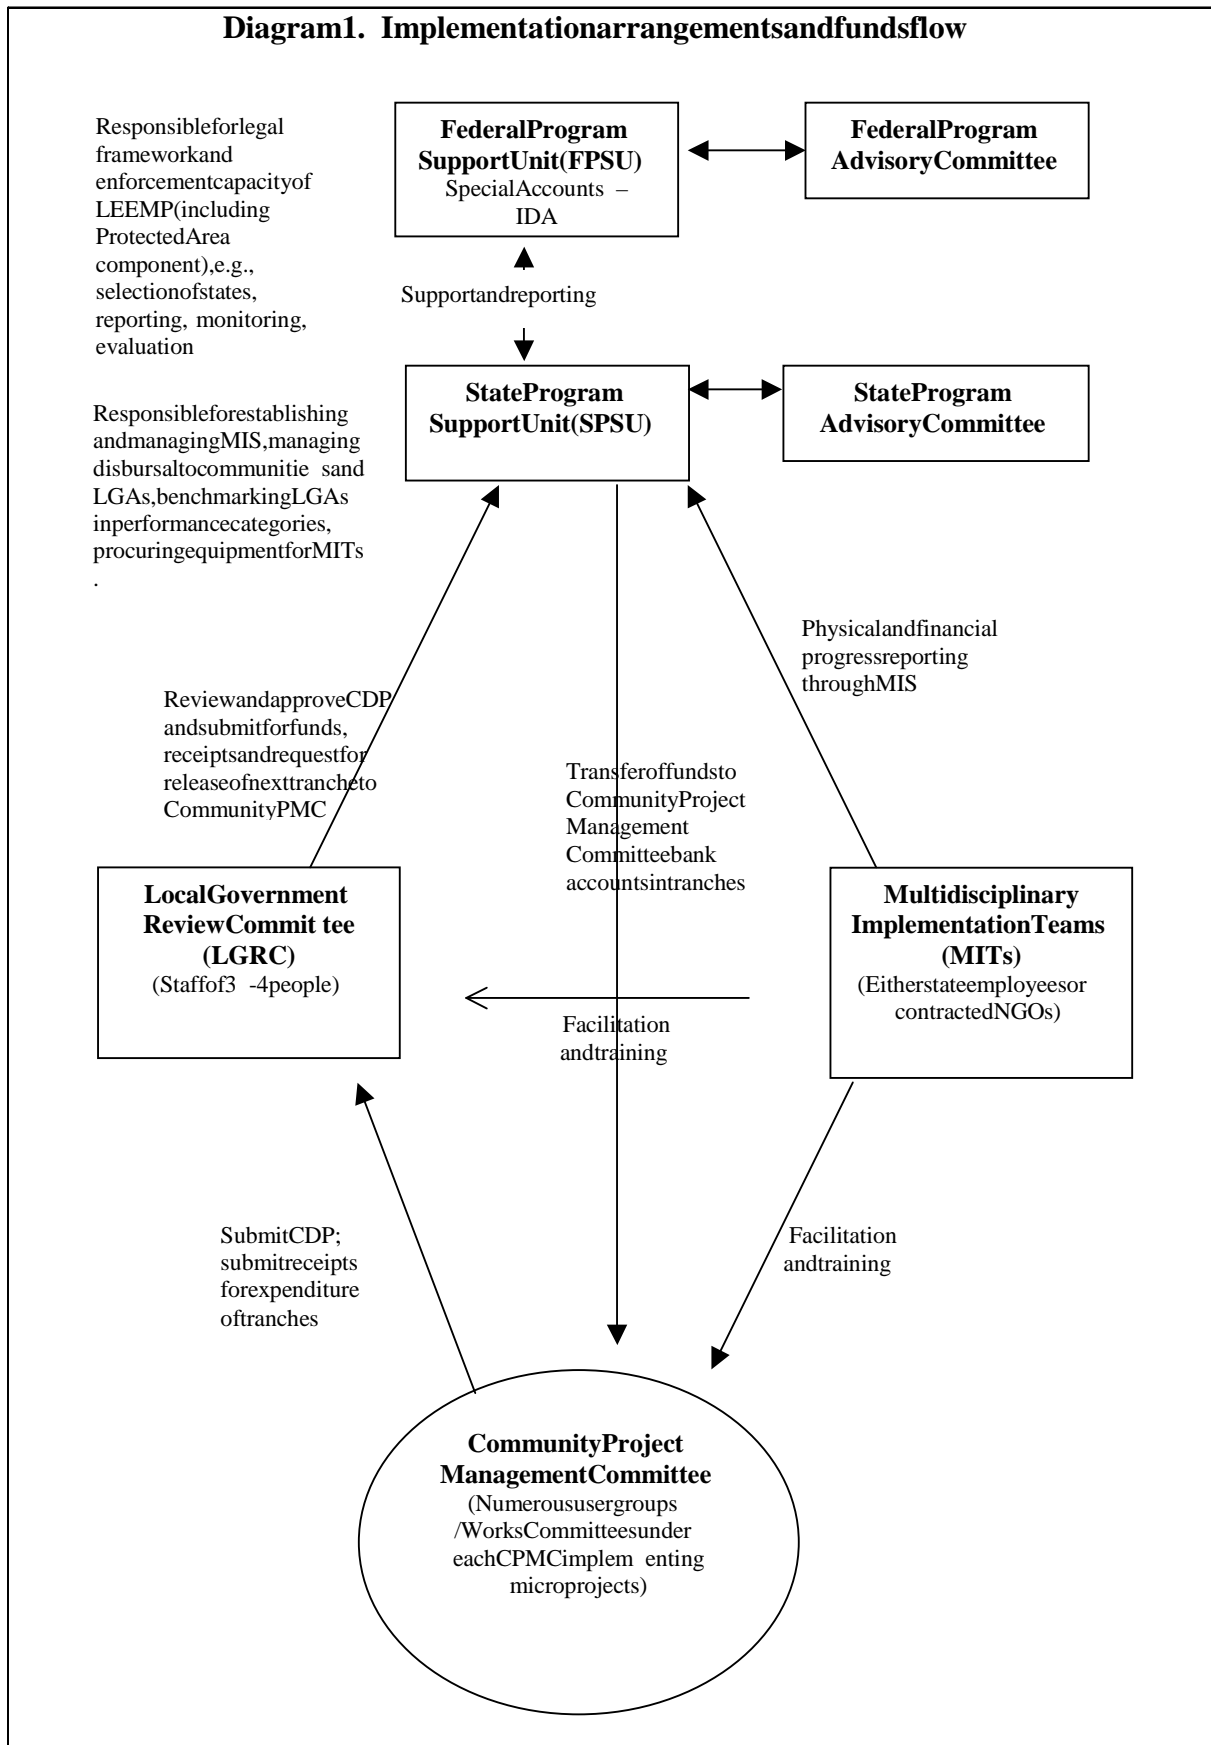 Diagram1. Implementationarrangementsandfundsflow
Responsibleforlegal
frameworkand
enforcementcapacityof
LEEMP(including
ProtectedArea
component),e.g.,
selectionofstates,
reporting, monitoring,
evaluation
FederalProgram
SupportUnit(FPSU)
SpecialAccounts –
IDA
FederalProgram
AdvisoryCommittee
Supportandreporting
StateProgram
SupportUnit(SPSU)
StateProgram
AdvisoryCommittee
Responsibleforestablishing
andmanagingMIS,managing
disbursaltocommunitie sand
LGAs,benchmarkingLGAs
inperformancecategories,
procuringequipmentforMITs
.
Physicalandfinancial
progressreporting
throughMIS
ReviewandapproveCDP
andsubmitforfunds,
receiptsandrequestfor
releaseofnexttrancheto
CommunityPMC
Transferoffundsto
CommunityProject
Management
Committeebank
accountsintranches
LocalGovernment
ReviewCommit tee
(LGRC)
(Staffof3 -4people)
Multidisciplinary
ImplementationTeams
(MITs)
(Eitherstateemployeesor
contractedNGOs)
Facilitation
andtraining
SubmitCDP;
submitreceipts
forexpenditure
oftranches
Facilitation
andtraining
CommunityProject
ManagementCommittee
(Numeroususergroups
/WorksCommitteesunder
eachCPMCimplem enting
microprojects)